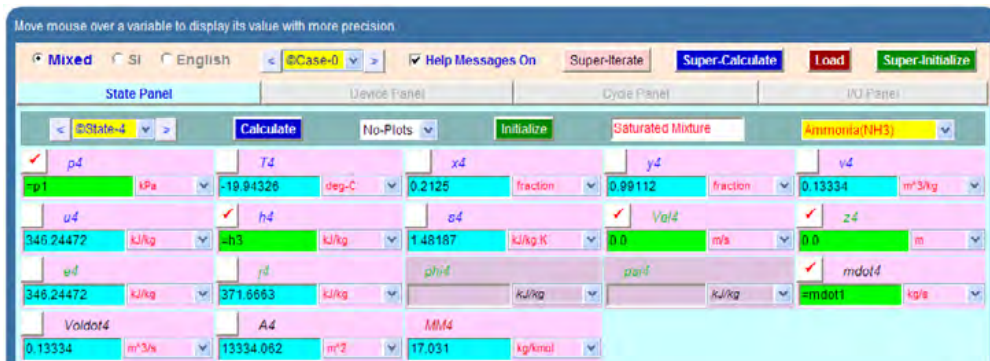 Move mouse over a variable to display its value with more precision.
Mixed SI English < ©Case-0 > Help Messages On Super-Iterate Super-Calculate Load Super-Initialize
State Panel Device Panel Cycle Panel I/O Panel
< ©State-4 > Calculate No-Plots Initialize Saturated Mixture Ammonia(NH3)
p4 T4 x4 y4 v4
=p1 kPa -19.94326 deg-C 0.2125 fraction 0.99112 fraction 0.13334 m^3/kg
u4 h4 s4 Vel4 z4
346.24472 kJ/kg =h3 kJ/kg 1.48187 kJ/kg.K 0.0 m/s 0.0 m
e4 j4 phi4 psi4 mdot4
346.24472 kJ/kg 371.6663 kJ/kg kJ/kg kJ/kg =mdot1 kg/s
Voldot4 A4 MM4
0.13334 m^3/s 13334.062 m^2 17.031 kg/kmol